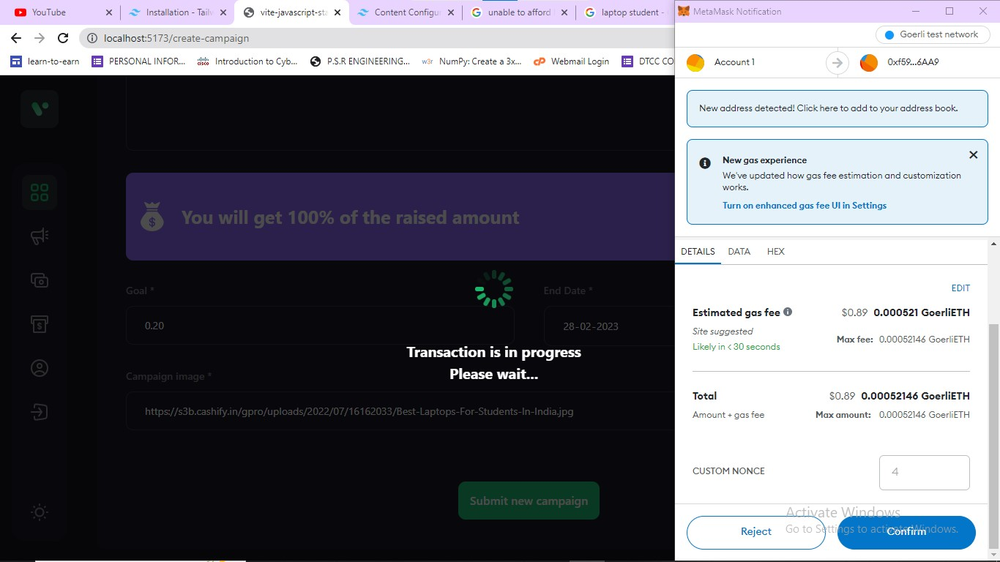 YouTube
Installation - Tailw
vite-javascript-sta
Content Configur
unable to afford l
laptop student -
MetaMask Notification
localhost:5173/create-campaign
Goerli test network
learn-to-earn
PERSONAL INFOR...
cisco
Introduction to Cyb...
P.S.R ENGINEERING...
w3r
NumPy: Create a 3x...
cP
Webmail Login
DTCC CO
Account 1
0xf59...6AA9
New address detected! Click here to add to your address book.
New gas experience
We've updated how gas fee estimation and customization
works.
Turn on enhanced gas fee UI in Settings
You will get 100% of the raised amount
DETAILS
DATA
HEX
EDIT
Goal *
End Date *
Estimated gas fee
$0.89 0.000521 GoerliETH
0.20
28-02-2023
Site suggested
Max fee: 0.00052146 GoerliETH
Likely in < 30 seconds
Transaction is in progress
Please wait...
Campaign image *
Total
$0.89 0.00052146 GoerliETH
Amount + gas fee
Max amount: 0.00052146 GoerliETH
https://s3b.cashify.in/gpro/uploads/2022/07/16162033/Best-Laptops-For-Students-In-India.jpg
CUSTOM NONCE
4
Submit new campaign
Activate Windows
Go to Settings to activate Windows.
Reject
Confirm